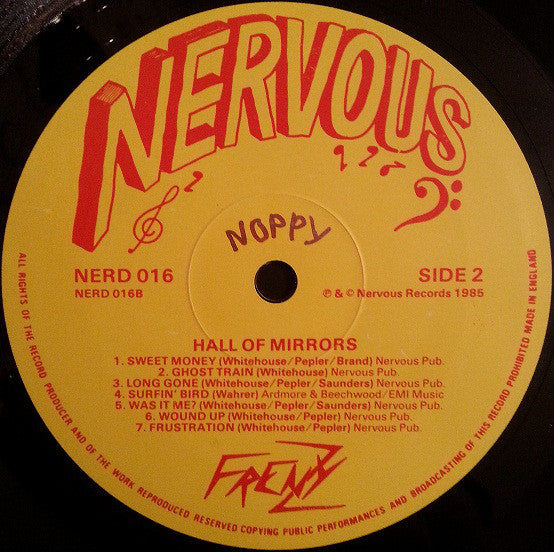 NERVOUS
NOPPY
NERD 016
NERD 016B
SIDE 2
℗ & © Nervous Records 1985
HALL OF MIRRORS
1. SWEET MONEY (Whitehouse/Pepler/Brand) Nervous Pub.
2. GHOST TRAIN (Whitehouse) Nervous Pub.
3. LONG GONE (Whitehouse/Pepler/Saunders) Nervous Pub.
4. SURFIN' BIRD (Wahrer) Ardmore & Beechwood/EMI Music
5. WAS IT ME? (Whitehouse/Pepler/Saunders) Nervous Pub.
6. WOUND UP (Whitehouse/Pepler) Nervous Pub.
7. FRUSTRATION (Whitehouse/Pepler) Nervous Pub.
FRENZY
ALL RIGHTS OF THE RECORD PRODUCER AND OF THE WORK REPRODUCED RESERVED COPYING PUBLIC PERFORMANCES AND BROADCASTING OF THIS RECORD PROHIBITED MADE IN ENGLAND